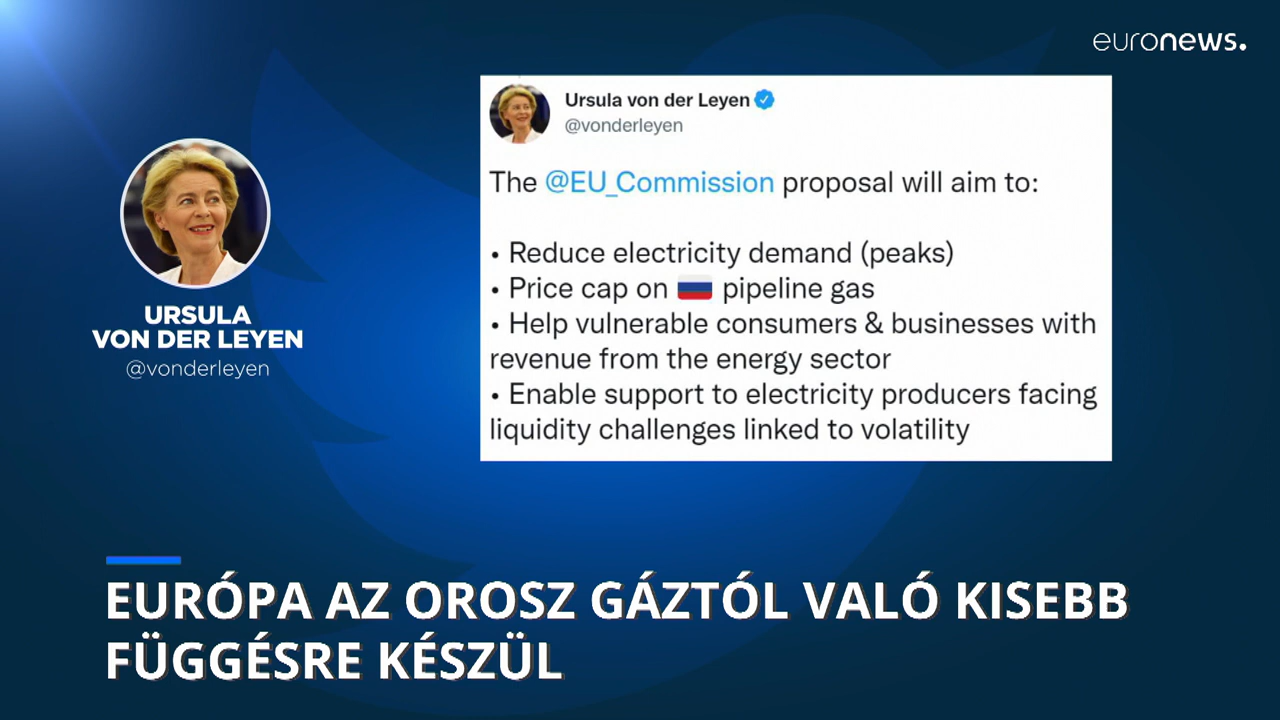 euronews.
Ursula von der Leyen
@vonderleyen
The @EU_Commission proposal will aim to:
• Reduce electricity demand (peaks)
• Price cap on 🇷🇺 pipeline gas
• Help vulnerable consumers & businesses with
revenue from the energy sector
• Enable support to electricity producers facing
liquidity challenges linked to volatility
URSULA
VON DER LEYEN
@vonderleyen
EURÓPA AZ OROSZ GÁZTÓL VALÓ KISEBB
FÜGGÉSRE KÉSZÜL